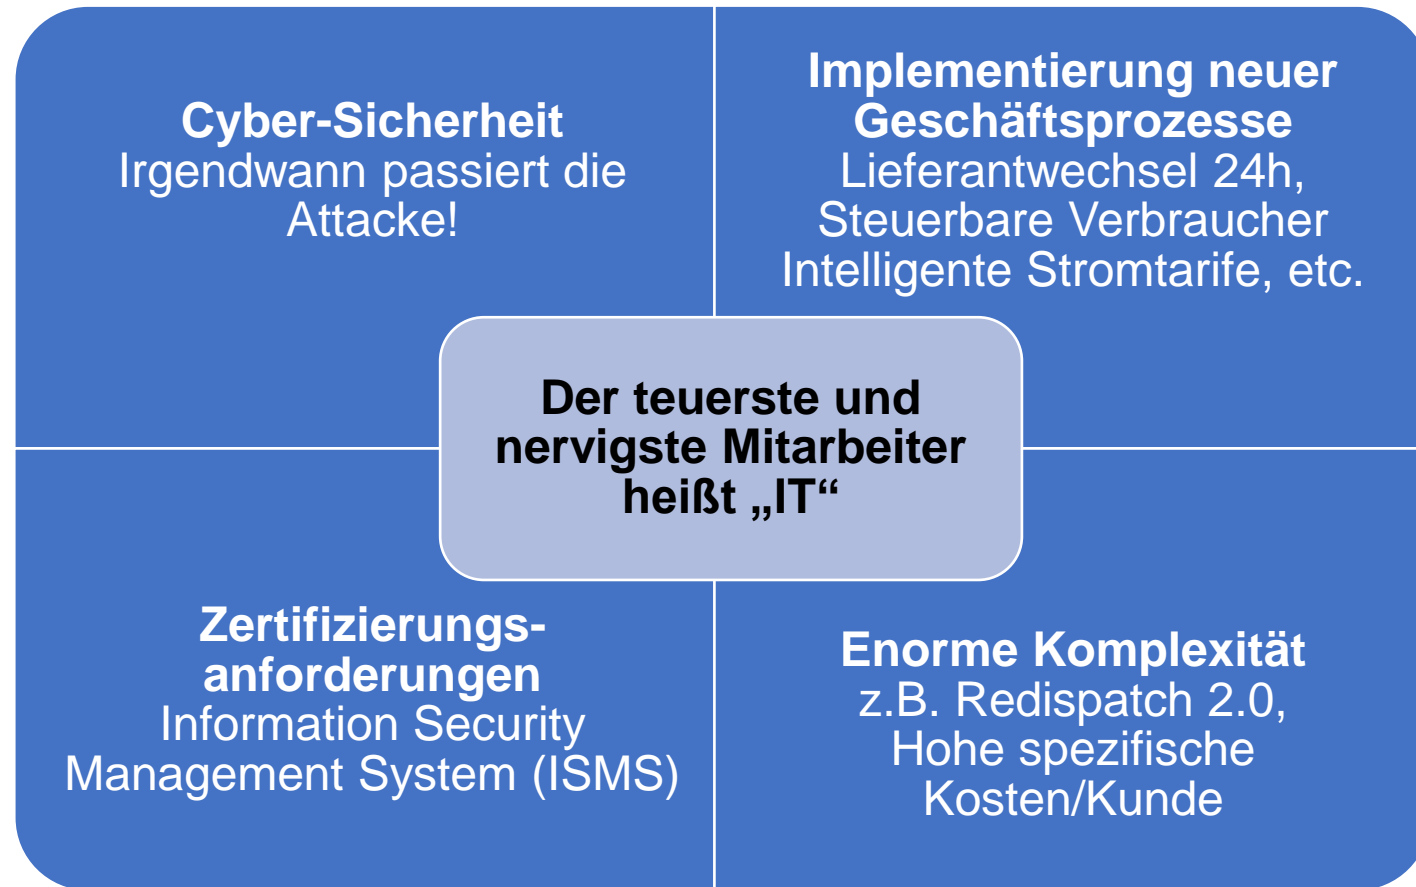 Cyber-Sicherheit
Irgendwann passiert die
Attacke!
Implementierung neuer
Geschäftsprozesse
Lieferantwechsel 24h,
Steuerbare Verbraucher
Intelligente Stromtarife, etc.
Der teuerste und
nervigste Mitarbeiter
heißt „IT“
Zertifizierungs-
anforderungen
Information Security
Management System (ISMS)
Enorme Komplexität
z.B. Redispatch 2.0,
Hohe spezifische
Kosten/Kunde